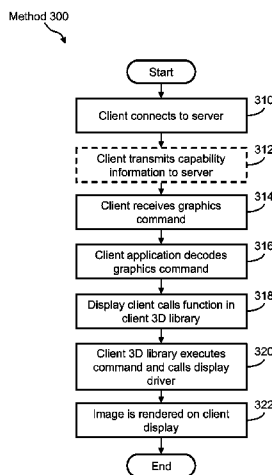 Method 300
Start
310
Client connects to server
312
Client transmits capability
information to server
314
Client receives graphics
command
316
Client application decodes
graphics command
318
Display client calls function in
client 3D library
320
Client 3D library executes
command and calls display
driver
322
Image is rendered on client
display
End